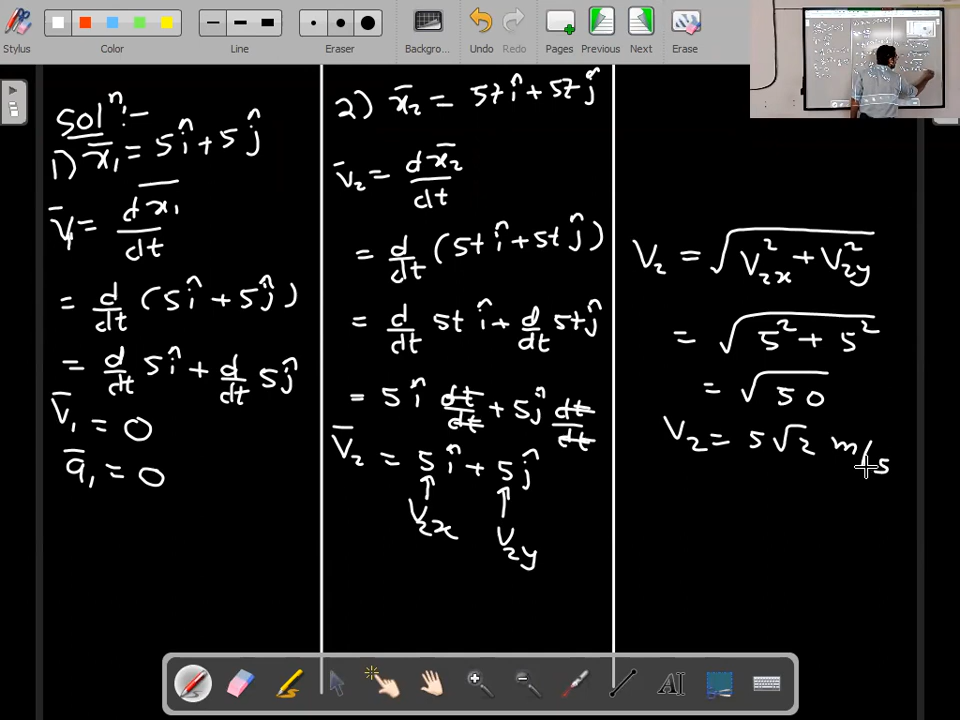 Stylus Color Line Eraser Backgro... Undo Redo Pages Previous Next Erase
Solⁿ :-
1) x̄₁ = 5î + 5ĵ
v̄₁ = dx̄₁/dt
= d/dt (5î + 5ĵ)
= d/dt 5î + d/dt 5ĵ
v̄₁ = 0
ā₁ = 0
2) x̄₂ = 5tî + 5tĵ
v̄₂ = dx̄₂/dt
= d/dt (5tî + 5tĵ)
= d/dt 5tî + d/dt 5tĵ
= 5î dt/dt + 5ĵ dt/dt
v̄₂ = 5î + 5ĵ
↑ ↑
V₂x V₂y
V₂ = √(V₂x² + V₂y²)
= √(5² + 5²)
= √50
V₂ = 5√2 m/s
AI